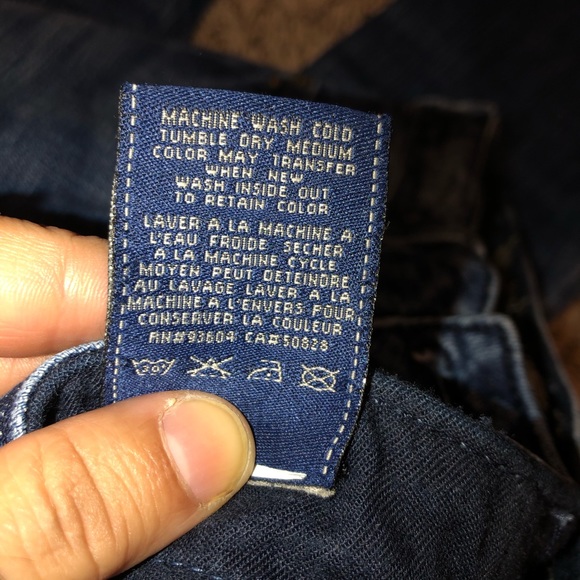 MACHINE WASH COLD
TUMBLE DRY MEDIUM
COLOR MAY TRANSFER
WHEN NEW
WASH INSIDE OUT
TO RETAIN COLOR
LAVER A LA MACHINE A
L'EAU FROIDE SECHER
A LA MACHINE CYCLE
MOYEN PEUT DETEINDRE
AU LAVAGE LAVER A LA
MACHINE A L'ENVERS POUR
CONSERVER LA COULEUR
RN#93604 CA#50828
30°